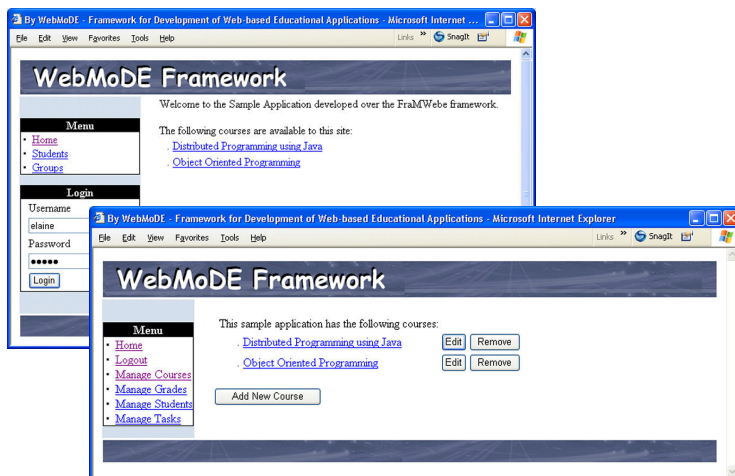 By WebMoDE - Framework for Development of Web-based Educational Applications - Microsoft Internet ...
File Edit View Favorites Tools Help Links » SnagIt
WebMoDE Framework
Welcome to the Sample Application developed over the FraMWebe framework.
Menu
The following courses are available to this site:
• Home
. Distributed Programming using Java
• Students
. Object Oriented Programming
• Groups
Login
Username
elaine
Password
●●●●●
Login
By WebMoDE - Framework for Development of Web-based Educational Applications - Microsoft Internet Explorer
File Edit View Favorites Tools Help Links » SnagIt
WebMoDE Framework
This sample application has the following courses:
Menu
• Home
. Distributed Programming using Java Edit Remove
• Logout
. Object Oriented Programming Edit Remove
• Manage Courses
• Manage Grades
Add New Course
• Manage Students
• Manage Tasks